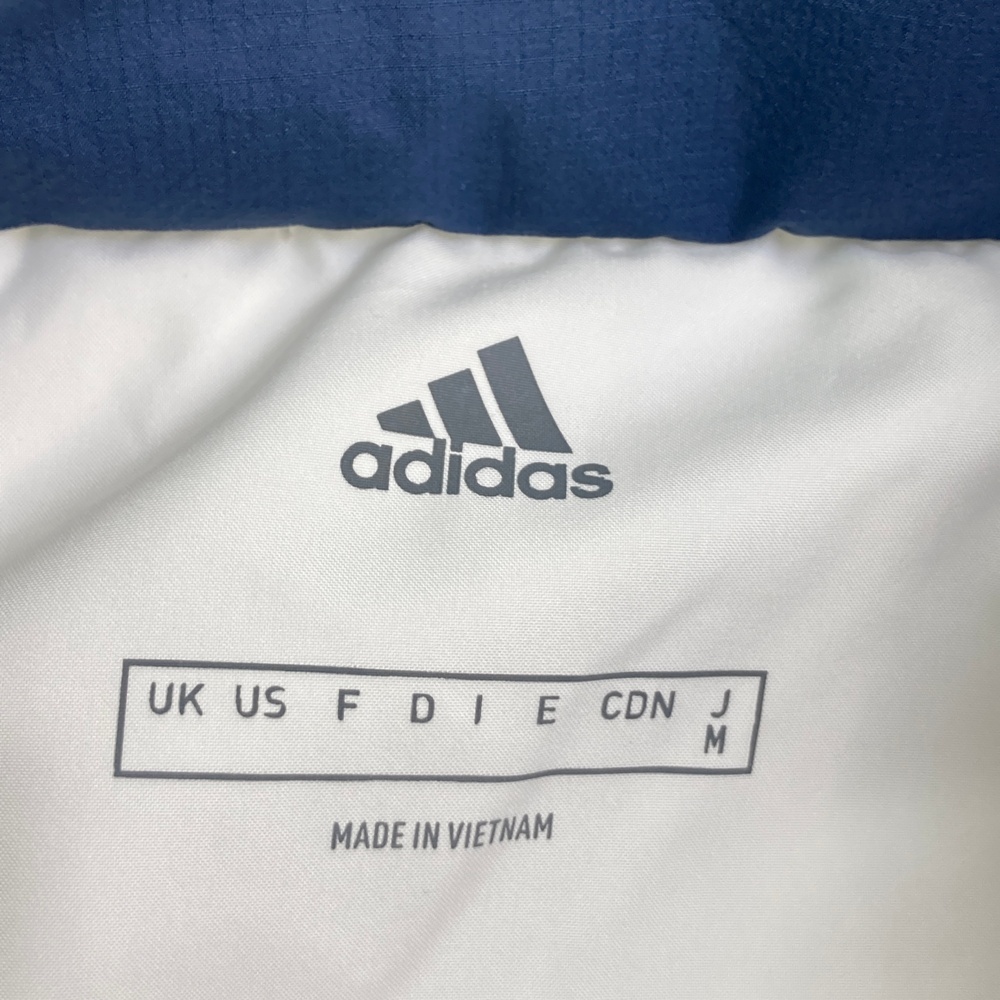 adidas
UK US F D I E CDN J
M
MADE IN VIETNAM